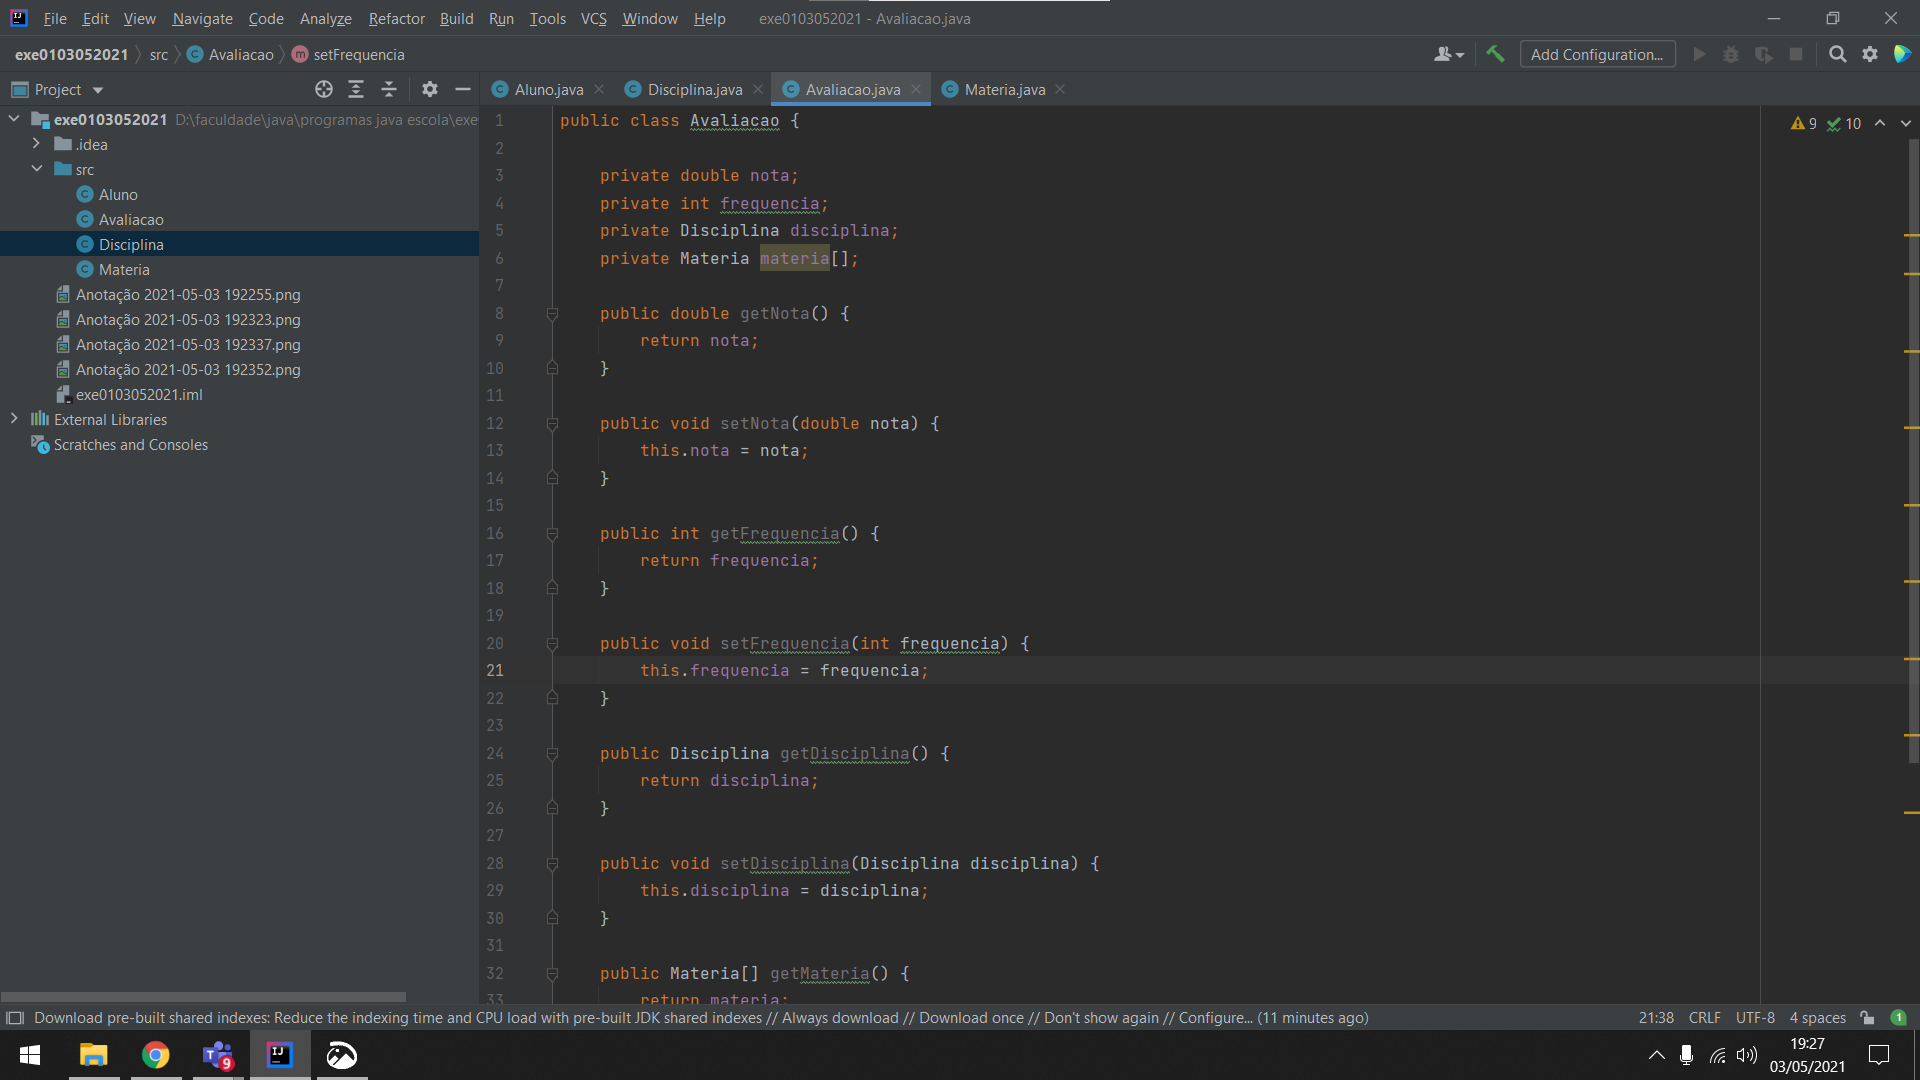 File Edit View Navigate Code Analyze Refactor Build Run Tools VCS Window Help exe0103052021 - Avaliacao.java
exe0103052021 src Avaliacao setFrequencia Add Configuration...
Project
Aluno.java Disciplina.java Avaliacao.java Materia.java
exe0103052021 D:\faculdade\java\programas java escola\exe
.idea
src
Aluno
Avaliacao
Disciplina
Materia
Anotação 2021-05-03 192255.png
Anotação 2021-05-03 192323.png
Anotação 2021-05-03 192337.png
Anotação 2021-05-03 192352.png
exe0103052021.iml
External Libraries
Scratches and Consoles
9 10
1 public class Avaliacao {
2
3 private double nota;
4 private int frequencia;
5 private Disciplina disciplina;
6 private Materia materia[];
7
8 public double getNota() {
9 return nota;
10 }
11
12 public void setNota(double nota) {
13 this.nota = nota;
14 }
15
16 public int getFrequencia() {
17 return frequencia;
18 }
19
20 public void setFrequencia(int frequencia) {
21 this.frequencia = frequencia;
22 }
23
24 public Disciplina getDisciplina() {
25 return disciplina;
26 }
27
28 public void setDisciplina(Disciplina disciplina) {
29 this.disciplina = disciplina;
30 }
31
32 public Materia[] getMateria() {
33 return materia;
Download pre-built shared indexes: Reduce the indexing time and CPU load with pre-built JDK shared indexes // Always download // Download once // Don't show again // Configure... (11 minutes ago) 21:38 CRLF UTF-8 4 spaces 1
T 9 IJ
19:27
03/05/2021